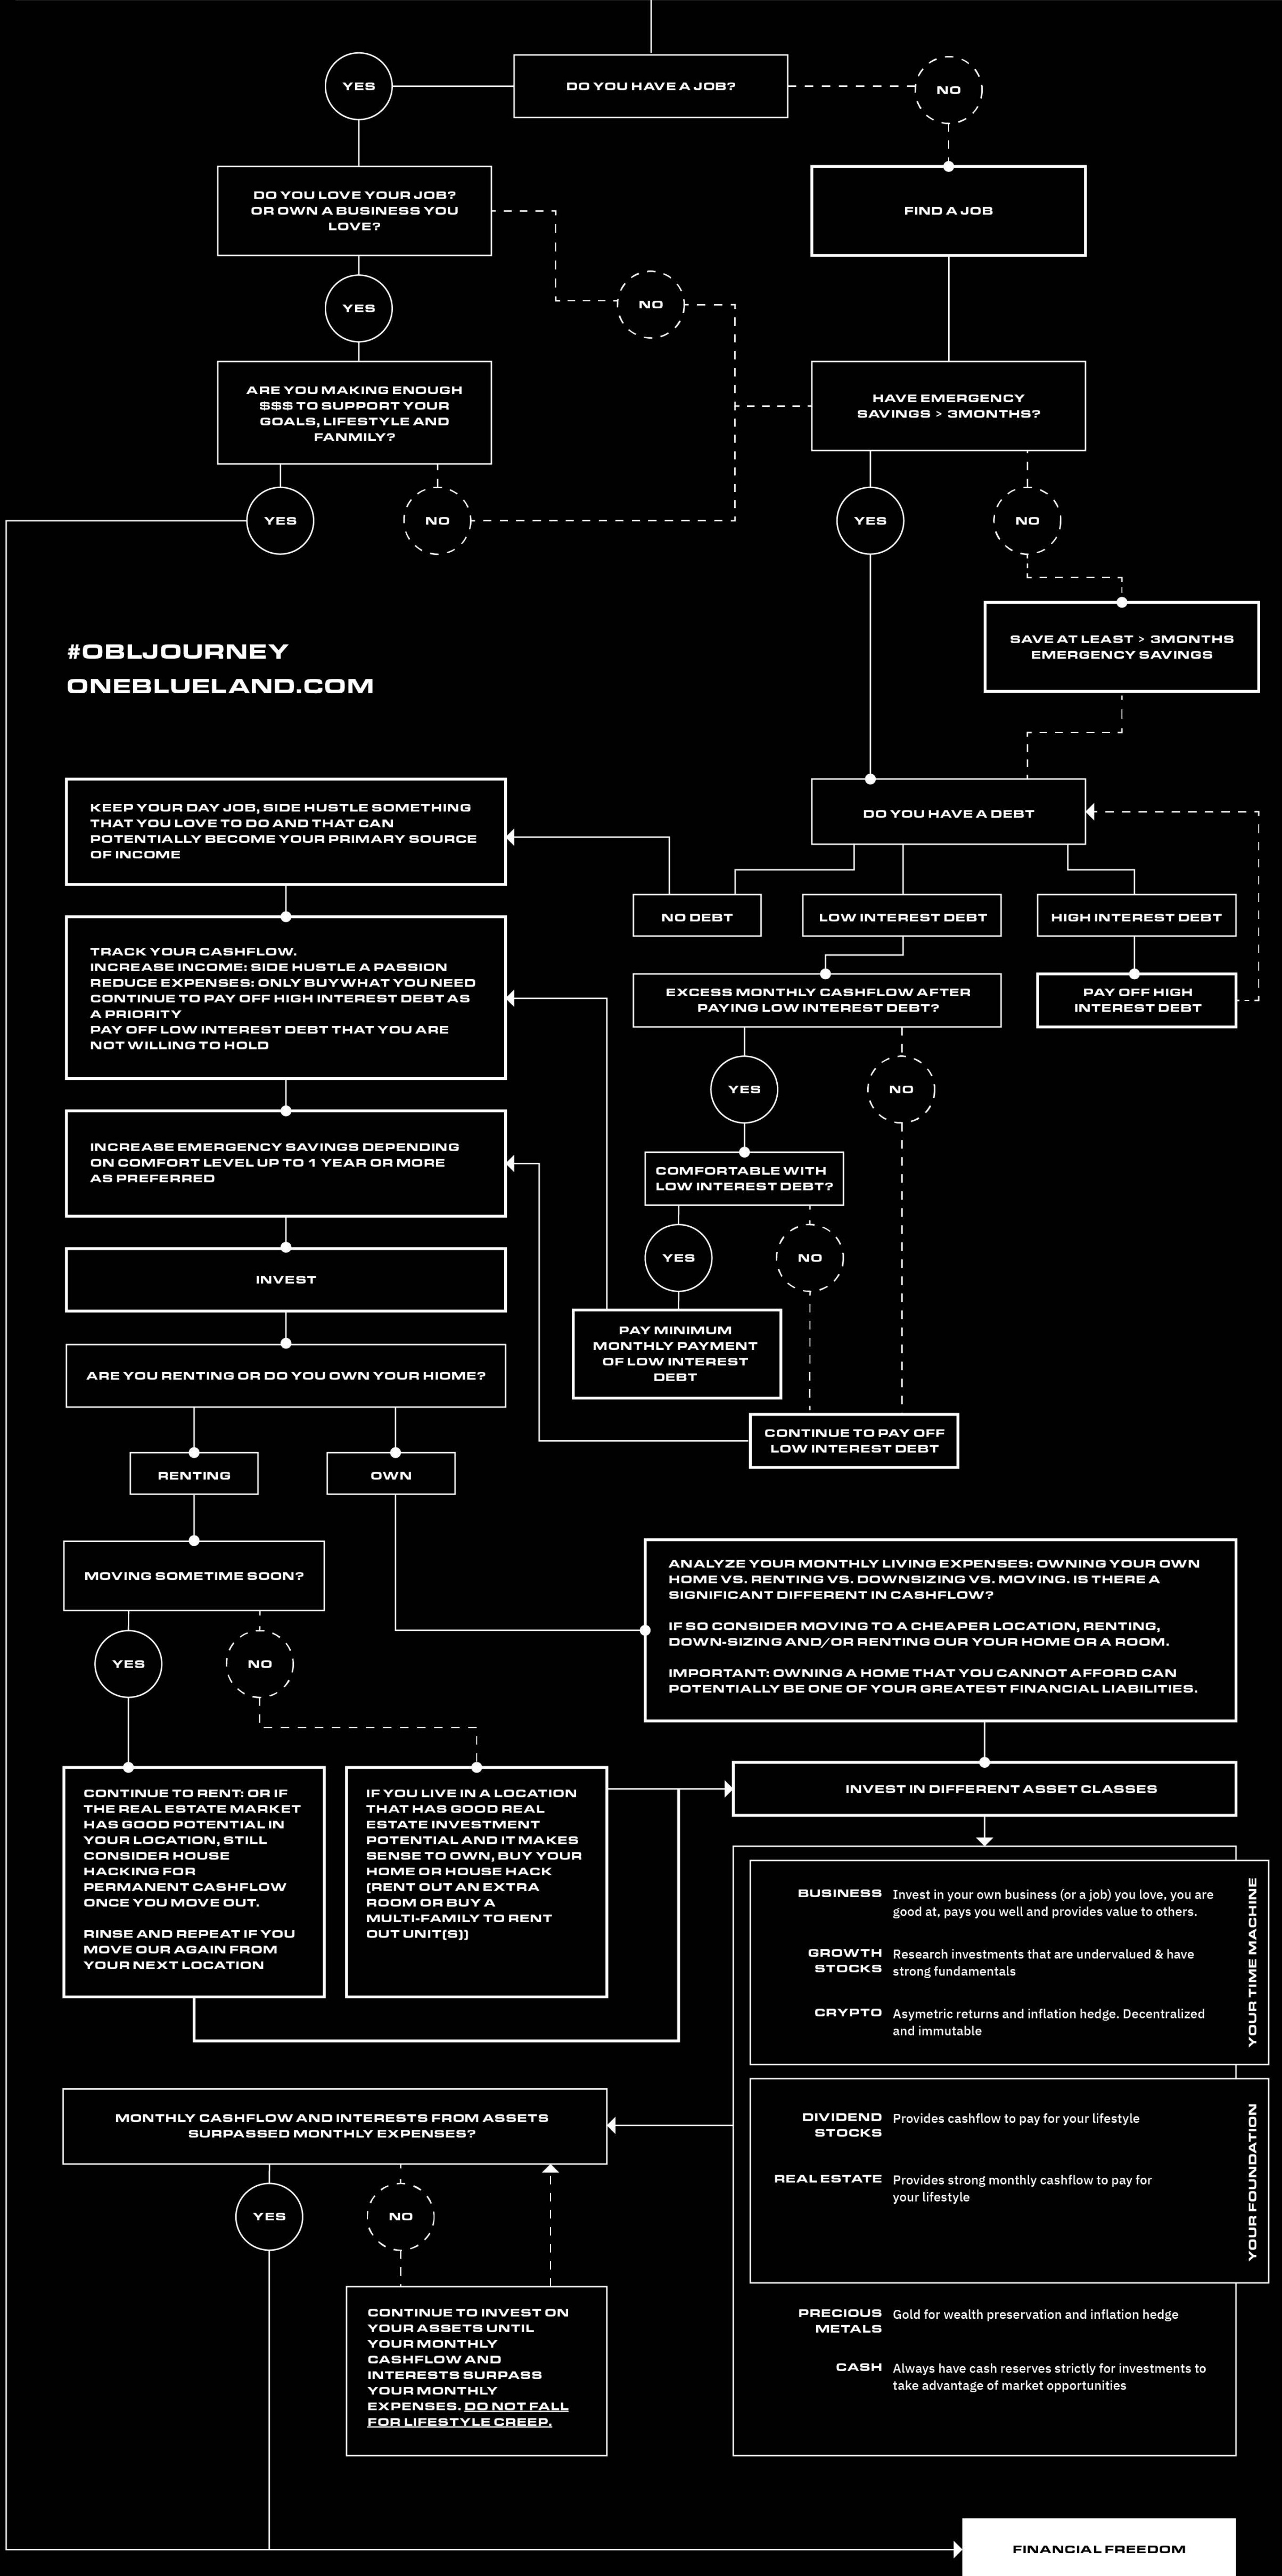 DO YOU HAVE A JOB?
YES
NO
DO YOU LOVE YOUR JOB?
OR OWN A BUSINESS YOU
LOVE?
FIND A JOB
YES
NO
ARE YOU MAKING ENOUGH
$$$ TO SUPPORT YOUR
GOALS, LIFESTYLE AND
FANMILY?
HAVE EMERGENCY
SAVINGS > 3MONTHS?
YES
NO
YES
NO
SAVE AT LEAST > 3MONTHS
EMERGENCY SAVINGS
#OBLJOURNEY
ONEBLUELAND.COM
DO YOU HAVE A DEBT
NO DEBT
LOW INTEREST DEBT
HIGH INTEREST DEBT
KEEP YOUR DAY JOB, SIDE HUSTLE SOMETHING
THAT YOU LOVE TO DO AND THAT CAN
POTENTIALLY BECOME YOUR PRIMARY SOURCE
OF INCOME
TRACK YOUR CASHFLOW.
INCREASE INCOME: SIDE HUSTLE A PASSION
REDUCE EXPENSES: ONLY BUY WHAT YOU NEED
CONTINUE TO PAY OFF HIGH INTEREST DEBT AS
A PRIORITY
PAY OFF LOW INTEREST DEBT THAT YOU ARE
NOT WILLING TO HOLD
EXCESS MONTHLY CASHFLOW AFTER
PAYING LOW INTEREST DEBT?
PAY OFF HIGH
INTEREST DEBT
YES
NO
INCREASE EMERGENCY SAVINGS DEPENDING
ON COMFORT LEVEL UP TO 1 YEAR OR MORE
AS PREFERRED
COMFORTABLE WITH
LOW INTEREST DEBT?
YES
NO
INVEST
PAY MINIMUM
MONTHLY PAYMENT
OF LOW INTEREST
DEBT
ARE YOU RENTING OR DO YOU OWN YOUR HIOME?
CONTINUE TO PAY OFF
LOW INTEREST DEBT
RENTING
OWN
MOVING SOMETIME SOON?
YES
NO
ANALYZE YOUR MONTHLY LIVING EXPENSES: OWNING YOUR OWN
HOME VS. RENTING VS. DOWNSIZING VS. MOVING. IS THERE A
SIGNIFICANT DIFFERENT IN CASHFLOW?
IF SO CONSIDER MOVING TO A CHEAPER LOCATION, RENTING,
DOWN-SIZING AND/OR RENTING OUR YOUR HOME OR A ROOM.
IMPORTANT: OWNING A HOME THAT YOU CANNOT AFFORD CAN
POTENTIALLY BE ONE OF YOUR GREATEST FINANCIAL LIABILITIES.
CONTINUE TO RENT: OR IF
THE REAL ESTATE MARKET
HAS GOOD POTENTIAL IN
YOUR LOCATION, STILL
CONSIDER HOUSE
HACKING FOR
PERMANENT CASHFLOW
ONCE YOU MOVE OUT.
RINSE AND REPEAT IF YOU
MOVE OUR AGAIN FROM
YOUR NEXT LOCATION
IF YOU LIVE IN A LOCATION
THAT HAS GOOD REAL
ESTATE INVESTMENT
POTENTIAL AND IT MAKES
SENSE TO OWN, BUY YOUR
HOME OR HOUSE HACK
(RENT OUT AN EXTRA
ROOM OR BUY A
MULTI-FAMILY TO RENT
OUT UNIT(S))
INVEST IN DIFFERENT ASSET CLASSES
BUSINESS Invest in your own business (or a job) you love, you are
good at, pays you well and provides value to others.
GROWTH Research investments that are undervalued & have
STOCKS strong fundamentals
CRYPTO Asymetric returns and inflation hedge. Decentralized
and immutable
YOUR TIME MACHINE
DIVIDEND Provides cashflow to pay for your lifestyle
STOCKS
REAL ESTATE Provides strong monthly cashflow to pay for
your lifestyle
YOUR FOUNDATION
PRECIOUS Gold for wealth preservation and inflation hedge
METALS
CASH Always have cash reserves strictly for investments to
take advantage of market opportunities
MONTHLY CASHFLOW AND INTERESTS FROM ASSETS
SURPASSED MONTHLY EXPENSES?
YES
NO
CONTINUE TO INVEST ON
YOUR ASSETS UNTIL
YOUR MONTHLY
CASHFLOW AND
INTERESTS SURPASS
YOUR MONTHLY
EXPENSES. DO NOT FALL
FOR LIFESTYLE CREEP.
FINANCIAL FREEDOM